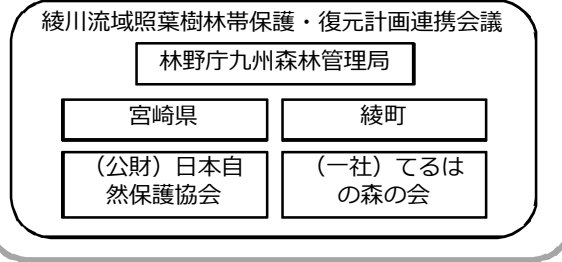 綾川流域照葉樹林帯保護・復元計画連携会議
林野庁九州森林管理局
宮崎県
綾町
（公財）日本自
然保護協会
（一社）てるは
の森の会